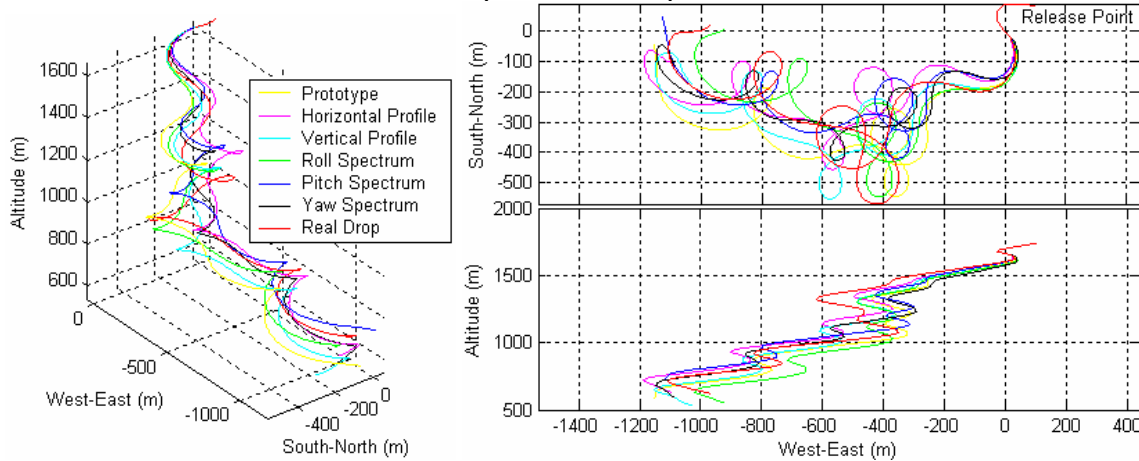 1600
1400
1200
1000
800
600
Altitude (m)
0
-500
-1000
West-East (m)
-400
-200
0
South-North (m)
Prototype
Horizontal Profile
Vertical Profile
Roll Spectrum
Pitch Spectrum
Yaw Spectrum
Real Drop
Release Point
0
-100
-200
-300
-400
-500
South-North (m)
2000
1500
1000
500
Altitude (m)
-1400 -1200 -1000 -800 -600 -400 -200 0 200 400
West-East (m)